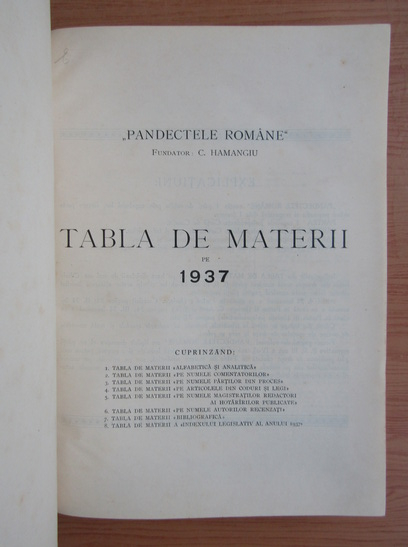 „PANDECTELE ROMÂNE“
FUNDATOR: C. HAMANGIU
TABLA DE MATERII
PE
1937
CUPRINZÂND:
1. TABLA DE MATERII «ALFABETICĂ ȘI ANALITICĂ»
2. TABLA DE MATERII «PE NUMELE COMENTATORILOR»
3. TABLA DE MATERII «PE NUMELE PĂRȚILOR DIN PROCES»
4. TABLA DE MATERII «PE ARTICOLELE DIN CODURI ȘI LEGI»
5. TABLA DE MATERII «PE NUMELE MAGISTRAȚILOR REDACTORI
AI HOTĂRÎRILOR PUBLICATE»
6. TABLA DE MATERII «PE NUMELE AUTORILOR RECENZAȚI»
7. TABLA DE MATERII «BIBLIOGRAFICĂ»
8. TABLA DE MATERII A «INDEXULUI LEGISLATIV AL ANULUI 1937»